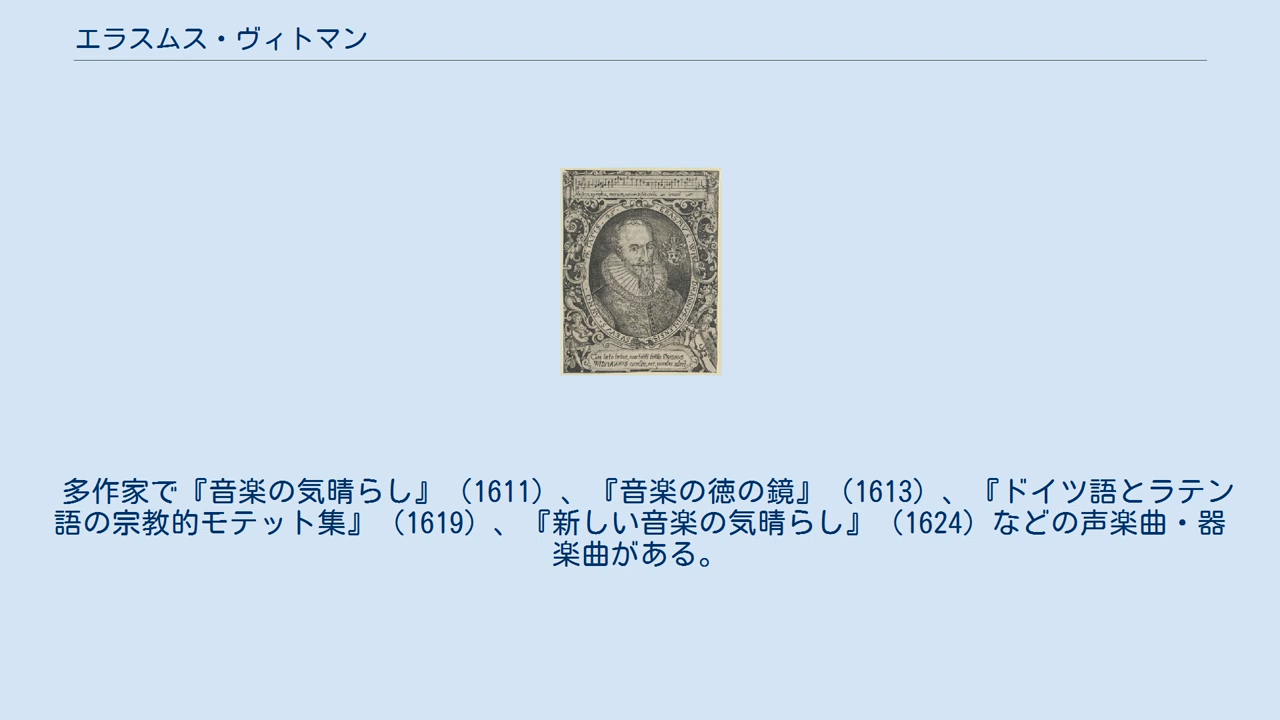 エラスムス・ヴィトマン
多作家で『音楽の気晴らし』（1611）、『音楽の徳の鏡』（1613）、『ドイツ語とラテン
語の宗教的モテット集』（1619）、『新しい音楽の気晴らし』（1624）などの声楽曲・器
楽曲がある。